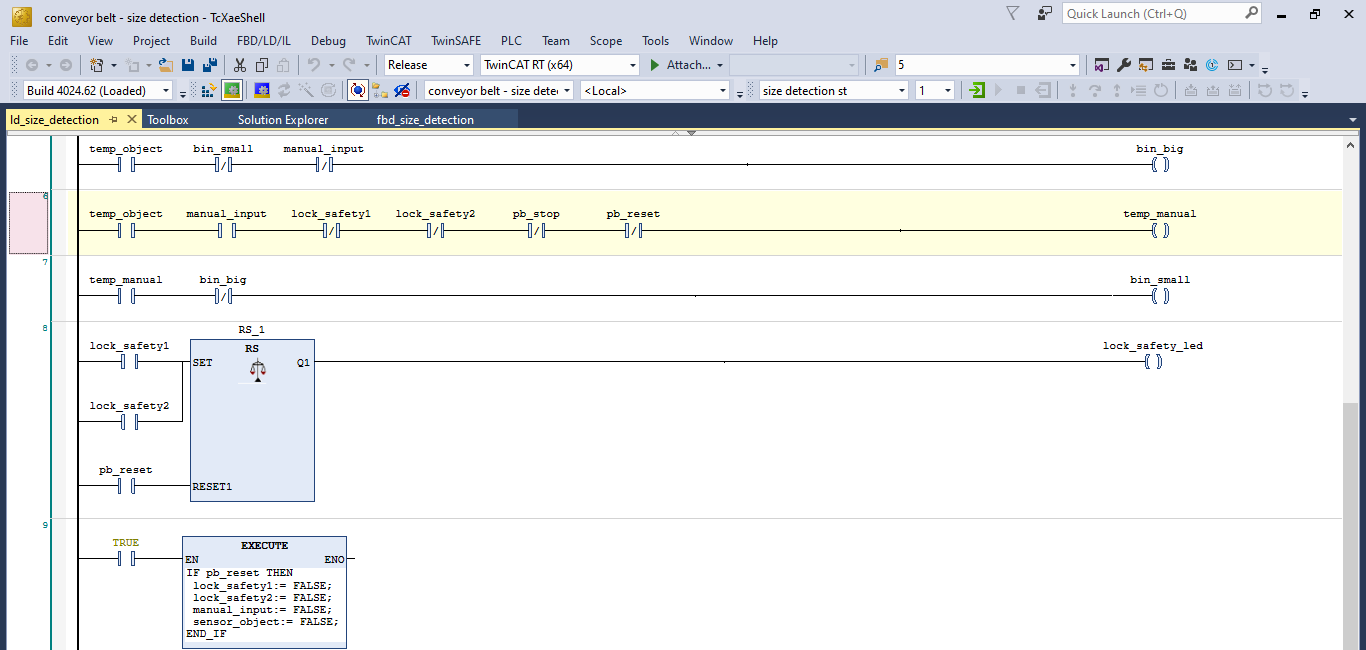 conveyor belt - size detection - TcXaeShell
Quick Launch (Ctrl+Q)
File Edit View Project Build FBD/LD/IL Debug TwinCAT TwinSAFE PLC Team Scope Tools Window Help
Release TwinCAT RT (x64) Attach... 5
Build 4024.62 (Loaded) conveyor belt - size dete <Local> size detection st 1
ld_size_detection Toolbox Solution Explorer fbd_size_detection
temp_object bin_small manual_input bin_big
6
temp_object manual_input lock_safety1 lock_safety2 pb_stop pb_reset temp_manual
7
temp_manual bin_big bin_small
8
RS_1
lock_safety1 RS lock_safety_led
SET Q1
lock_safety2
pb_reset
RESET1
9
TRUE EXECUTE
EN ENO
IF pb_reset THEN
lock_safety1:= FALSE;
lock_safety2:= FALSE;
manual_input:= FALSE;
sensor_object:= FALSE;
END_IF